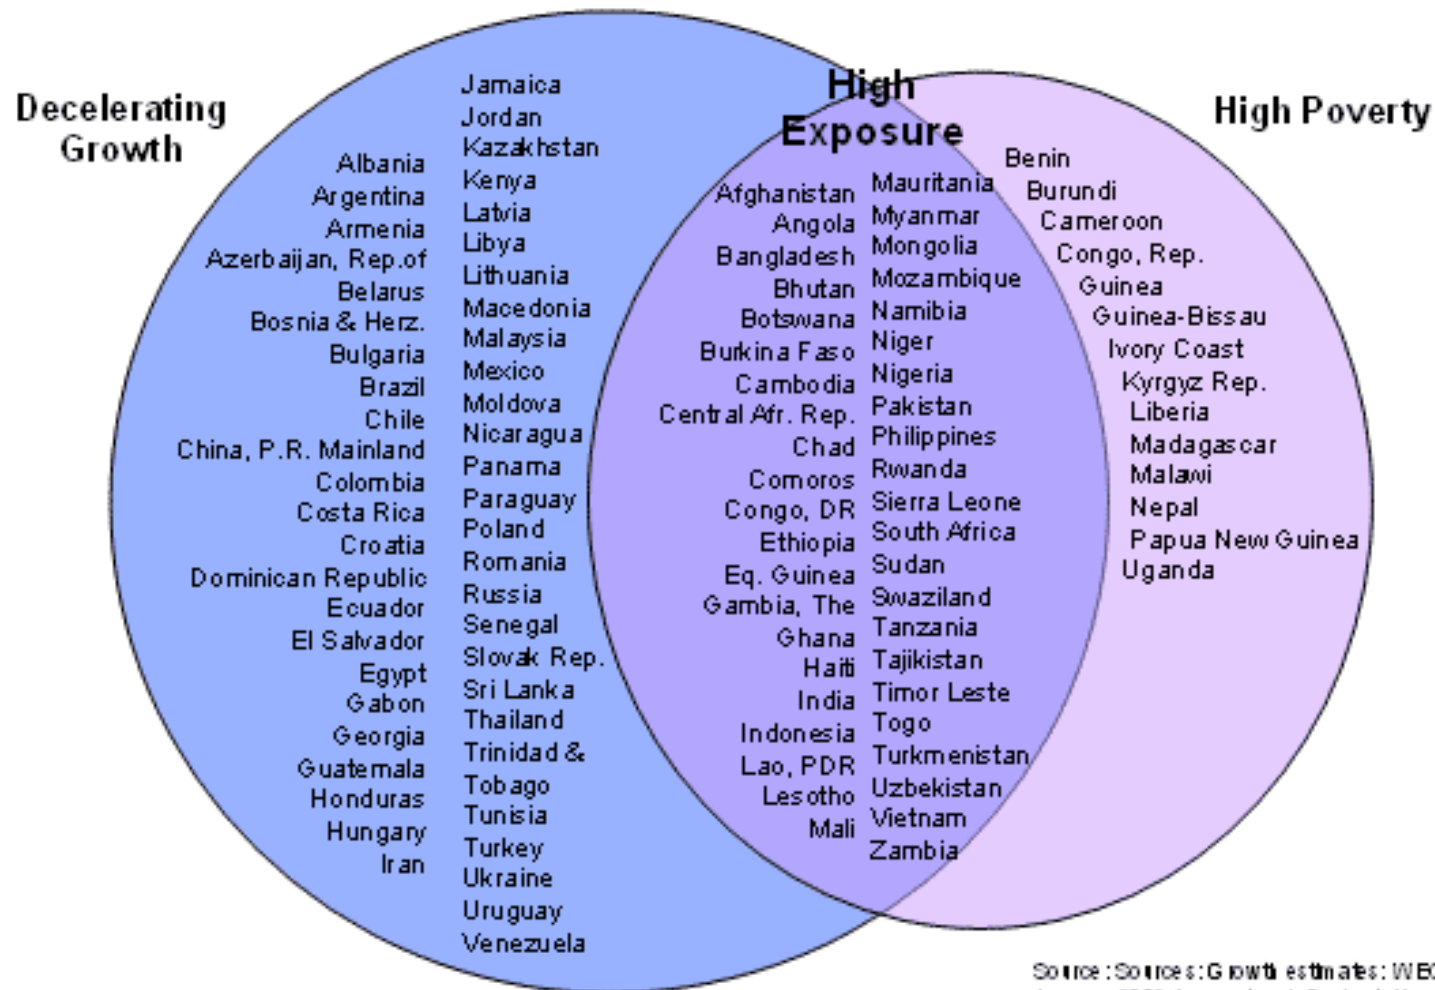 Decelerating
Growth
High
Exposure
High Poverty
Albania
Argentina
Armenia
Azerbaijan, Rep.of
Belarus
Bosnia & Herz.
Bulgaria
Brazil
Chile
China, P.R. Mainland
Colombia
Costa Rica
Croatia
Dominican Republic
Ecuador
El Salvador
Egypt
Gabon
Georgia
Guatemala
Honduras
Hungary
Iran
Jamaica
Jordan
Kazakhstan
Kenya
Latvia
Libya
Lithuania
Macedonia
Malaysia
Mexico
Moldova
Nicaragua
Panama
Paraguay
Poland
Romania
Russia
Senegal
Slovak Rep.
Sri Lanka
Thailand
Trinidad &
Tobago
Tunisia
Turkey
Ukraine
Uruguay
Venezuela
Afghanistan
Angola
Bangladesh
Bhutan
Botswana
Burkina Faso
Cambodia
Central Afr. Rep.
Chad
Comoros
Congo, DR
Ethiopia
Eq. Guinea
Gambia, The
Ghana
Haiti
India
Indonesia
Lao, PDR
Lesotho
Mali
Mauritania
Myanmar
Mongolia
Mozambique
Namibia
Niger
Nigeria
Pakistan
Philippines
Rwanda
Sierra Leone
South Africa
Sudan
Swaziland
Tanzania
Tajikistan
Timor Leste
Togo
Turkmenistan
Uzbekistan
Vietnam
Zambia
Benin
Burundi
Cameroon
Congo, Rep.
Guinea
Guinea-Bissau
Ivory Coast
Kyrgyz Rep.
Liberia
Madagascar
Malawi
Nepal
Papua New Guinea
Uganda
Source: Sources: Growth estimates: